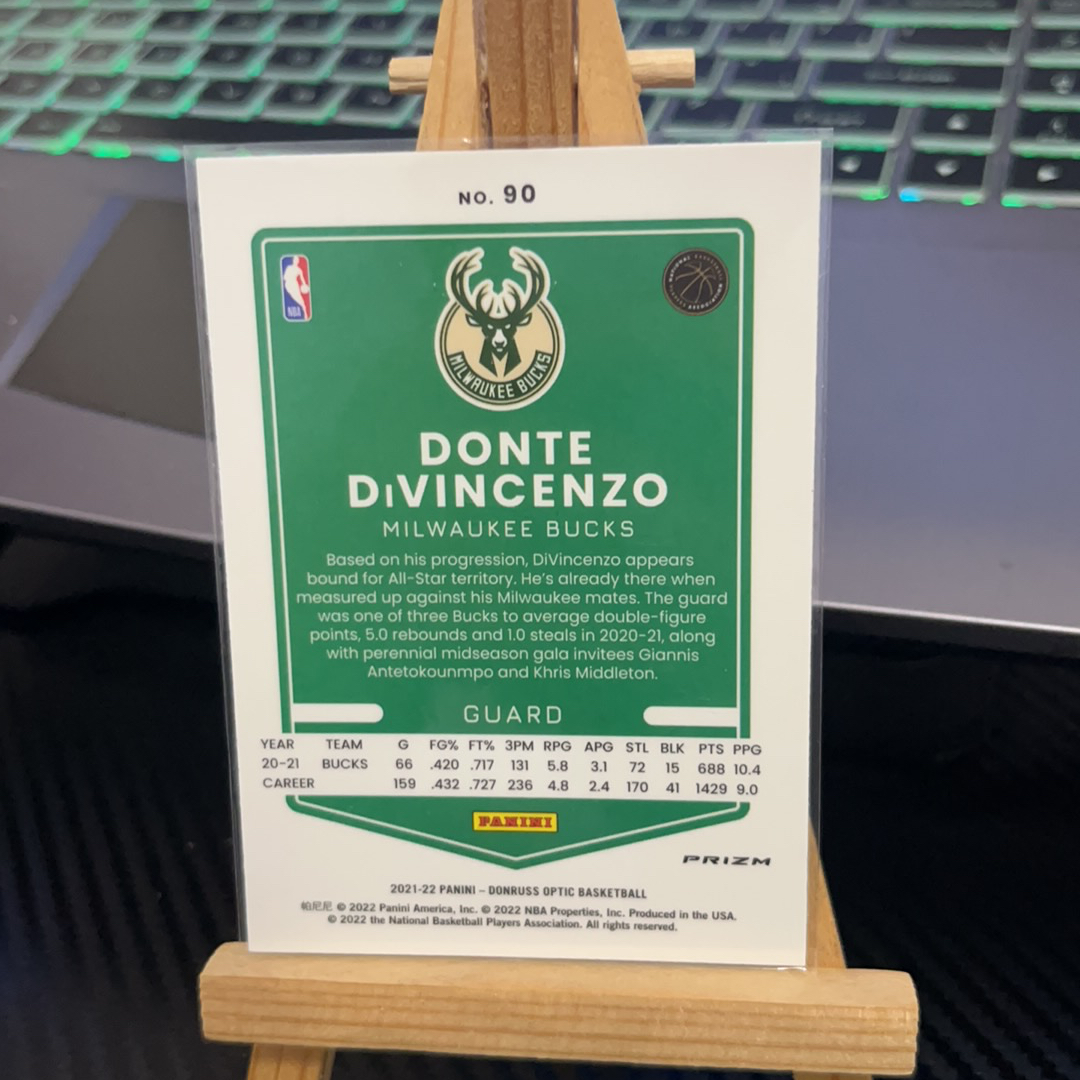 NO. 90
NBA
NATIONAL BASKETBALL PLAYERS ASSOCIATION
MILWAUKEE BUCKS
DONTE
DiVINCENZO
MILWAUKEE BUCKS
Based on his progression, DiVincenzo appears
bound for All-Star territory. He's already there when
measured up against his Milwaukee mates. The guard
was one of three Bucks to average double-figure
points, 5.0 rebounds and 1.0 steals in 2020-21, along
with perennial midseason gala invitees Giannis
Antetokounmpo and Khris Middleton.
GUARD
YEAR TEAM G FG% FT% 3PM RPG APG STL BLK PTS PPG
20-21 BUCKS 66 .420 .717 131 5.8 3.1 72 15 688 10.4
CAREER 159 .432 .727 236 4.8 2.4 170 41 1429 9.0
PANINI
PRIZM
2021-22 PANINI – DONRUSS OPTIC BASKETBALL
帕尼尼 © 2022 Panini America, Inc. © 2022 NBA Properties, Inc. Produced in the USA.
© 2022 the National Basketball Players Association. All rights reserved.